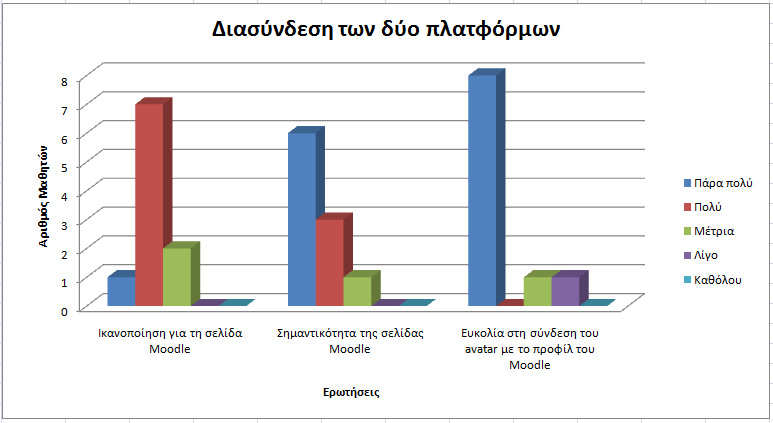 Διασύνδεση των δύο πλατφόρμων
Αριθμός Μαθητών
8
7
6
5
4
3
2
1
0
Ικανοποίηση για τη σελίδα
Moodle
Σημαντικότητα της σελίδας
Moodle
Ευκολία στη σύνδεση του
avatar με το προφίλ του
Moodle
Ερωτήσεις
Πάρα πολύ
Πολύ
Μέτρια
Λίγο
Καθόλου